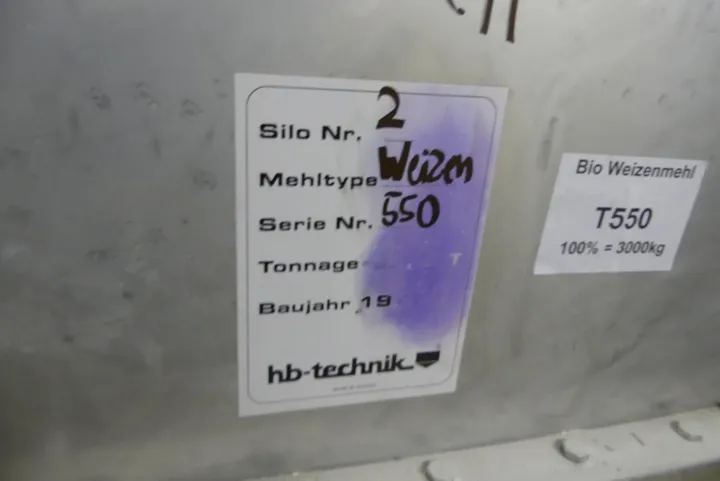 Silo Nr. 2
Mehltype Weizen
Serie Nr. 550
Tonnage T
Baujahr 19
hb-technik
Bio Weizenmehl
T550
100% = 3000kg